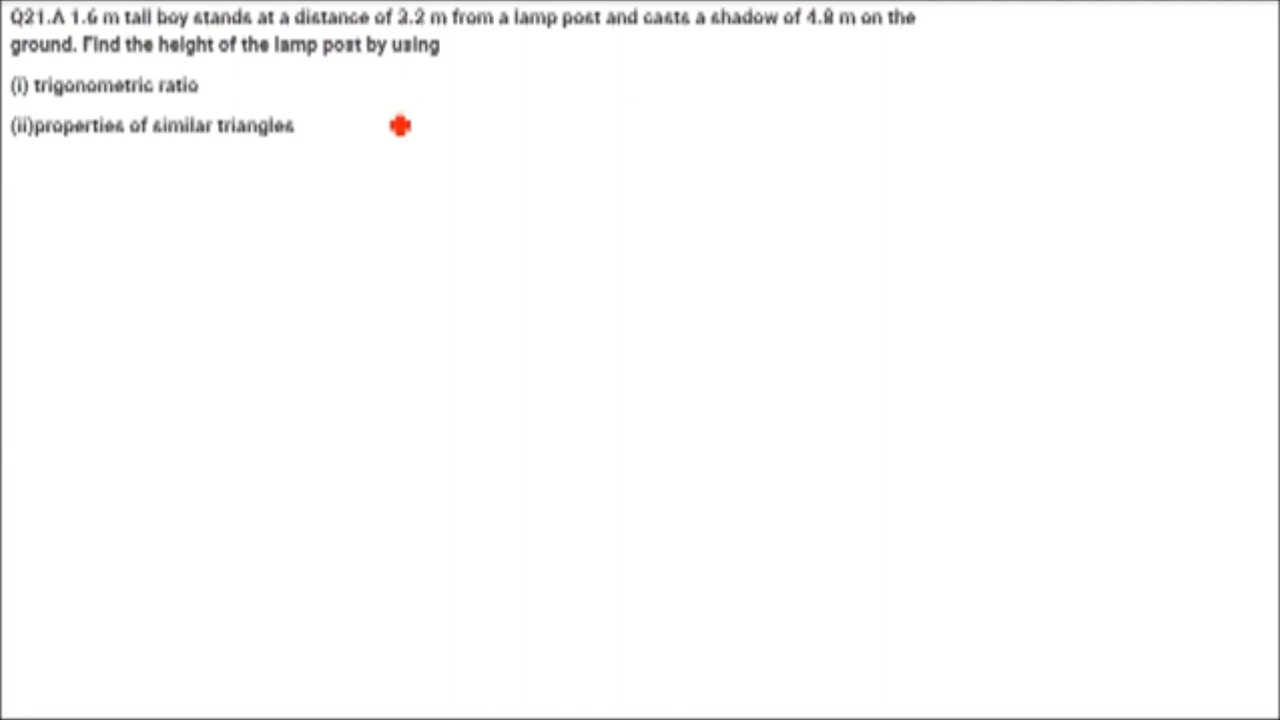 Q21.A 1.6 m tall boy stands at a distance of 3.2 m from a lamp post and casts a shadow of 4.8 m on the
ground. Find the height of the lamp post by using
(i) trigonometric ratio
(ii)properties of similar triangles